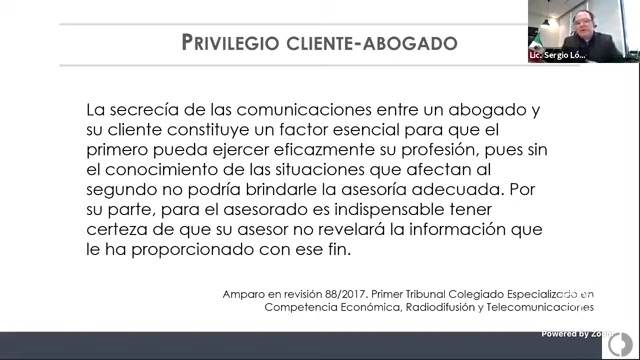 PRIVILEGIO CLIENTE-ABOGADO
Lic. Sergio Ló...
La secrecía de las comunicaciones entre un abogado y
su cliente constituye un factor esencial para que el
primero pueda ejercer eficazmente su profesión, pues sin
el conocimiento de las situaciones que afectan al
segundo no podría brindarle la asesoría adecuada. Por
su parte, para el asesorado es indispensable tener
certeza de que su asesor no revelará la información que
le ha proporcionado con ese fin.
Amparo en revisión 88/2017. Primer Tribunal Colegiado Especializado en
Competencia Económica, Radiodifusión y Telecomunicaciones
Powered by Zoom